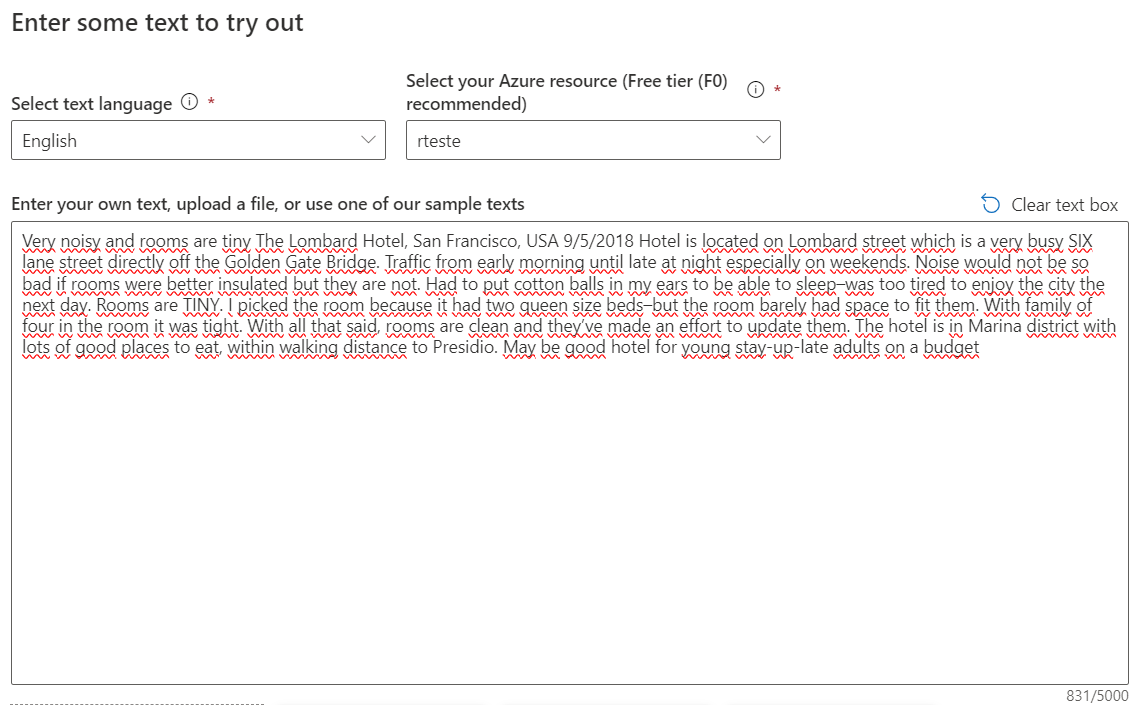 Enter some text to try out
Select text language *
Select your Azure resource (Free tier (F0)
recommended) *
English
rteste
Enter your own text, upload a file, or use one of our sample texts
Clear text box
Very noisy and rooms are tiny The Lombard Hotel, San Francisco, USA 9/5/2018 Hotel is located on Lombard street which is a very busy SIX
lane street directly off the Golden Gate Bridge. Traffic from early morning until late at night especially on weekends. Noise would not be so
bad if rooms were better insulated but they are not. Had to put cotton balls in my ears to be able to sleep–was too tired to enjoy the city the
next day. Rooms are TINY. I picked the room because it had two queen size beds–but the room barely had space to fit them. With family of
four in the room it was tight. With all that said, rooms are clean and they’ve made an effort to update them. The hotel is in Marina district with
lots of good places to eat, within walking distance to Presidio. May be good hotel for young stay-up-late adults on a budget
831/5000